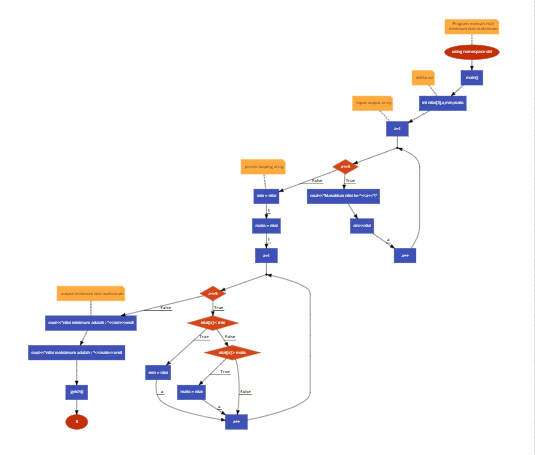 Program mencari nilai
minimum dan maksimum
using namespace std
main()
deklarasi
int nilai[5],a,min,maks
input output array
a=1
proses looping array
a<=5
False
True
min = nilai
cout<<"Masukkan nilai ke-"<<a<<"?"
1
maks = nilai
cin>>nilai
1
a
a=1
a++
output minimum dan maksimum
a<=5
False
True
cout<<"Nilai minimum adalah : "<<min<<endl
nilai[a] < min
True
False
cout<<"Nilai maksimum adalah : "<<maks<<endl
nilai[a] > maks
min = nilai
True
getch()
a
maks = nilai
False
a
0
a++